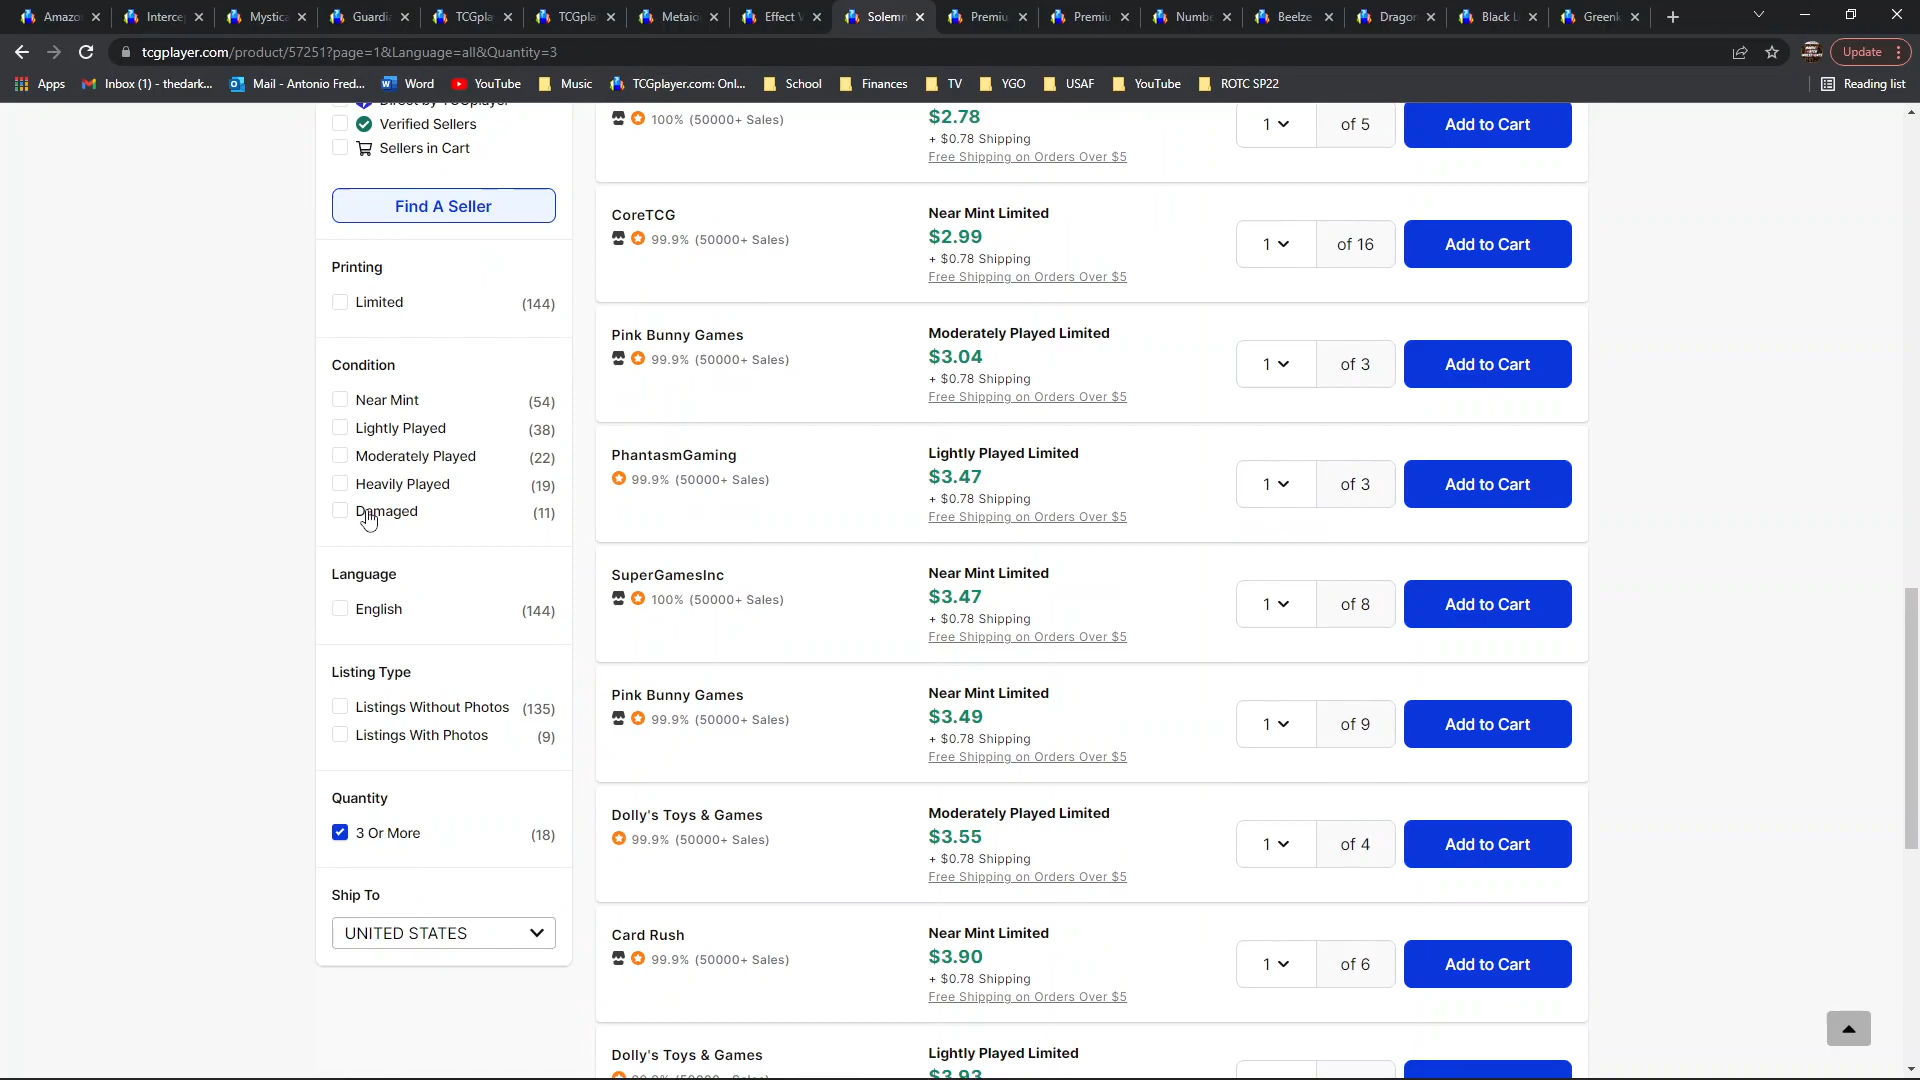 Amazo
Interce
Mystica
Guardia
TCGpla
TCGpla
Metaio
Effect V
Solemn
Premiu
Premiu
Numbe
Beelze
Dragon
Black L
Greenk
tcgplayer.com/product/57251?page=1&Language=all&Quantity=3
Update
Apps
Inbox (1) - thedark...
Mail - Antonio Fred...
Word
YouTube
Music
TCGplayer.com: Onl...
School
Finances
TV
YGO
USAF
YouTube
ROTC SP22
Reading list
Direct by TCGplayer
Verified Sellers
Sellers in Cart
Find A Seller
Printing
Limited (144)
Condition
Near Mint (54)
Lightly Played (38)
Moderately Played (22)
Heavily Played (19)
Damaged (11)
Language
English (144)
Listing Type
Listings Without Photos (135)
Listings With Photos (9)
Quantity
3 Or More (18)
Ship To
UNITED STATES
100% (50000+ Sales)
$2.78
+ $0.78 Shipping
Free Shipping on Orders Over $5
1 of 5
Add to Cart
CoreTCG
99.9% (50000+ Sales)
Near Mint Limited
$2.99
+ $0.78 Shipping
Free Shipping on Orders Over $5
1 of 16
Add to Cart
Pink Bunny Games
99.9% (50000+ Sales)
Moderately Played Limited
$3.04
+ $0.78 Shipping
Free Shipping on Orders Over $5
1 of 3
Add to Cart
PhantasmGaming
99.9% (50000+ Sales)
Lightly Played Limited
$3.47
+ $0.78 Shipping
Free Shipping on Orders Over $5
1 of 3
Add to Cart
SuperGamesInc
100% (50000+ Sales)
Near Mint Limited
$3.47
+ $0.78 Shipping
Free Shipping on Orders Over $5
1 of 8
Add to Cart
Pink Bunny Games
99.9% (50000+ Sales)
Near Mint Limited
$3.49
+ $0.78 Shipping
Free Shipping on Orders Over $5
1 of 9
Add to Cart
Dolly's Toys & Games
99.9% (50000+ Sales)
Moderately Played Limited
$3.55
+ $0.78 Shipping
Free Shipping on Orders Over $5
1 of 4
Add to Cart
Card Rush
99.9% (50000+ Sales)
Near Mint Limited
$3.90
+ $0.78 Shipping
Free Shipping on Orders Over $5
1 of 6
Add to Cart
Dolly's Toys & Games
Lightly Played Limited
$3.93